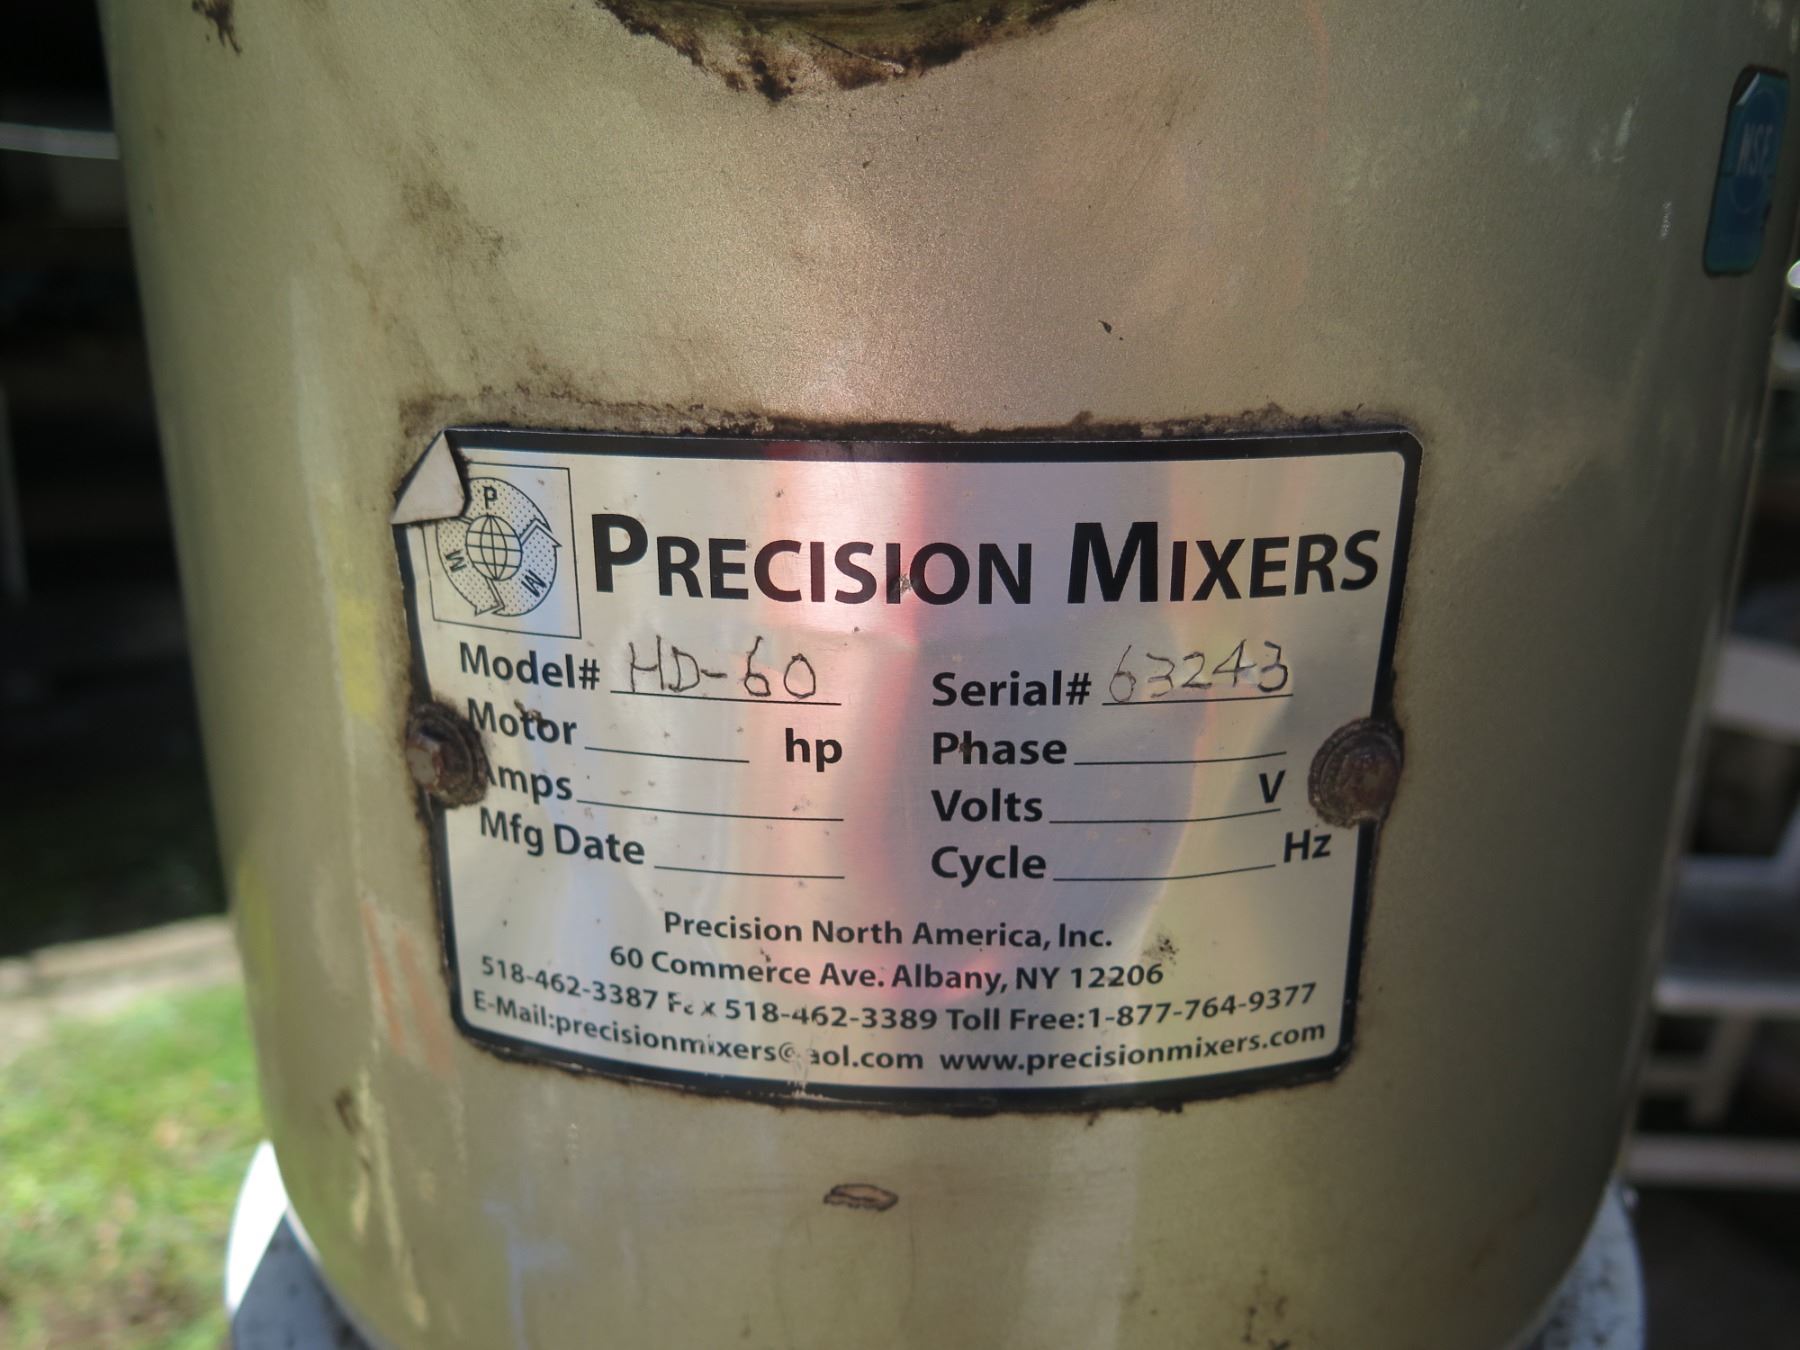 NSF
P M M
PRECISION MIXERS
Model# HD-60 Serial# 63243
Motor hp Phase
Amps Volts V
Mfg Date Cycle Hz
Precision North America, Inc.
60 Commerce Ave. Albany, NY 12206
518-462-3387 Fax 518-462-3389 Toll Free:1-877-764-9377
E-Mail:precisionmixers@aol.com www.precisionmixers.com